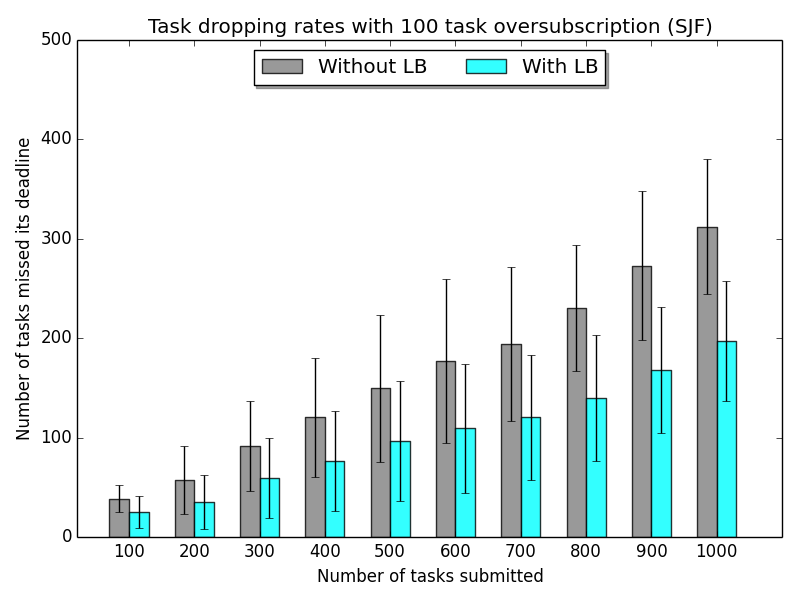 Task dropping rates with 100 task oversubscription (SJF)
Without LB
With LB
Number of tasks missed its deadline
500
400
300
200
100
0
100 200 300 400 500 600 700 800 900 1000
Number of tasks submitted